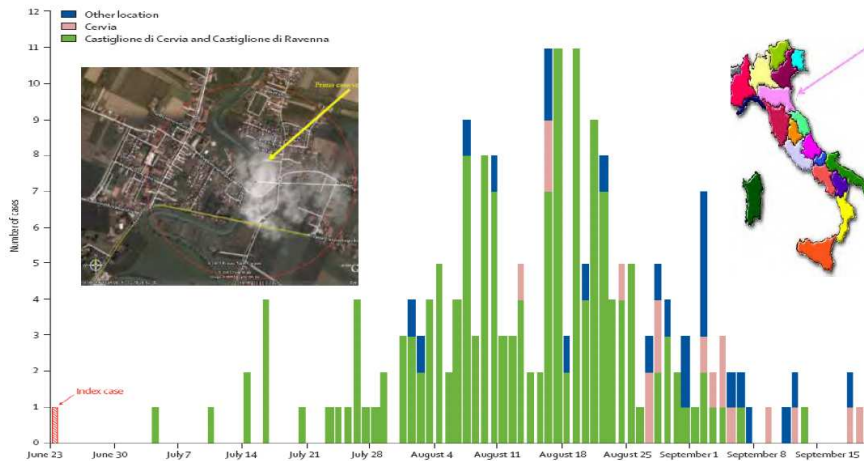 Other location
Cervia
Castiglione di Cervia and Castiglione di Ravenna
12
11
10
9
8
7
6
5
4
3
2
1
0
Number of cases
Index case
June 23
June 30
July 7
July 14
July 21
July 28
August 4
August 11
August 18
August 25
September 1
September 8
September 15